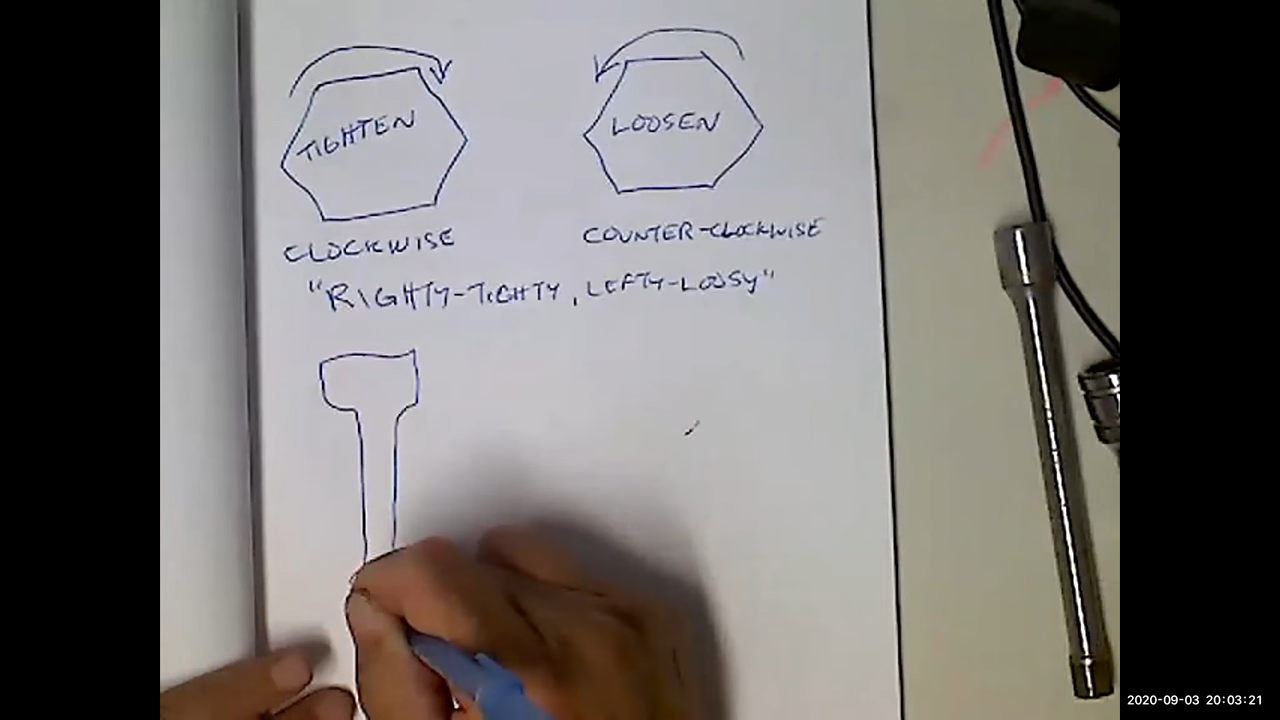 TIGHTEN
LOOSEN
CLOCKWISE
COUNTER-CLOCKWISE
"RIGHTY-TIGHTY, LEFTY-LOOSY"
2020-09-03 20:03:21